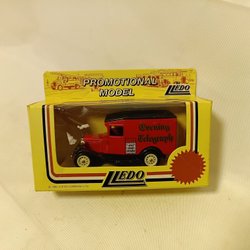 PROMOTIONAL
MODEL
LLEDO
Evening
Telegraph
LLEDO